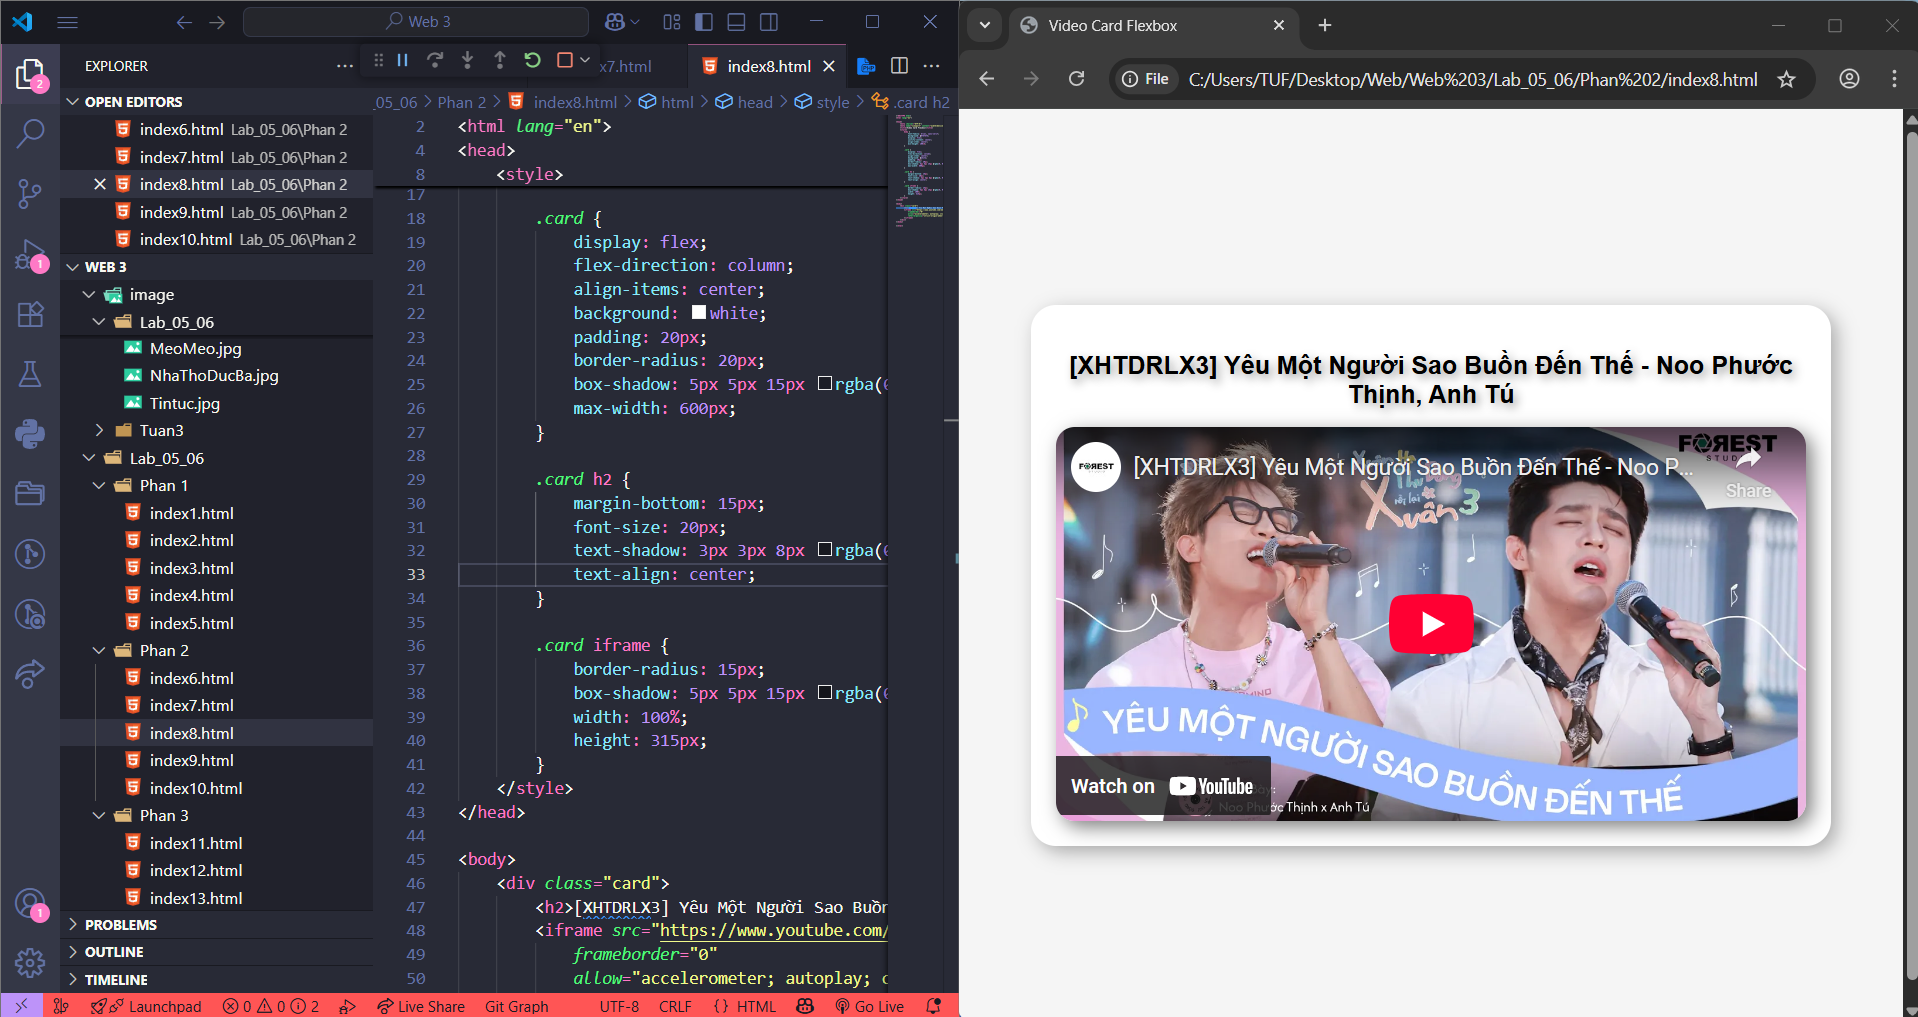 Web 3
EXPLORER
x7.html
index8.html
OPEN EDITORS
index6.html Lab_05_06\Phan 2
index7.html Lab_05_06\Phan 2
index8.html Lab_05_06\Phan 2
index9.html Lab_05_06\Phan 2
index10.html Lab_05_06\Phan 2
WEB 3
image
Lab_05_06
MeoMeo.jpg
NhaThoDucBa.jpg
Tintuc.jpg
Tuan3
Lab_05_06
Phan 1
index1.html
index2.html
index3.html
index4.html
index5.html
Phan 2
index6.html
index7.html
index8.html
index9.html
index10.html
Phan 3
index11.html
index12.html
index13.html
PROBLEMS
OUTLINE
TIMELINE
2
1
1
_05_06 > Phan 2 > index8.html > html > head > style > .card h2
2 <html lang="en">
4 <head>
8 <style>
17
18 .card {
19 display: flex;
20 flex-direction: column;
21 align-items: center;
22 background: white;
23 padding: 20px;
24 border-radius: 20px;
25 box-shadow: 5px 5px 15px rgba(0
26 max-width: 600px;
27 }
28
29 .card h2 {
30 margin-bottom: 15px;
31 font-size: 20px;
32 text-shadow: 3px 3px 8px rgba(0
33 text-align: center;
34 }
35
36 .card iframe {
37 border-radius: 15px;
38 box-shadow: 5px 5px 15px rgba(0
39 width: 100%;
40 height: 315px;
41 }
42 </style>
43 </head>
44
45 <body>
46 <div class="card">
47 <h2>[XHTDRLX3] Yêu Một Người Sao Buồn
48 <iframe src="https://www.youtube.com/
49 frameborder="0"
50 allow="accelerometer; autoplay; c
Launchpad 0 0 2 Live Share Git Graph UTF-8 CRLF {} HTML Go Live
Video Card Flexbox
File C:/Users/TUF/Desktop/Web/Web%203/Lab_05_06/Phan%202/index8.html
[XHTDRLX3] Yêu Một Người Sao Buồn Đến Thế - Noo Phước
Thịnh, Anh Tú
FOREST
STUDIO
FOREST
[XHTDRLX3] Yêu Một Người Sao Buồn Đến Thế - Noo P...
Share
Xuân 3
YÊU MỘT NGƯỜI SAO BUỒN ĐẾN THẾ
Watch on YouTube
Noo Phước Thịnh x Anh Tú